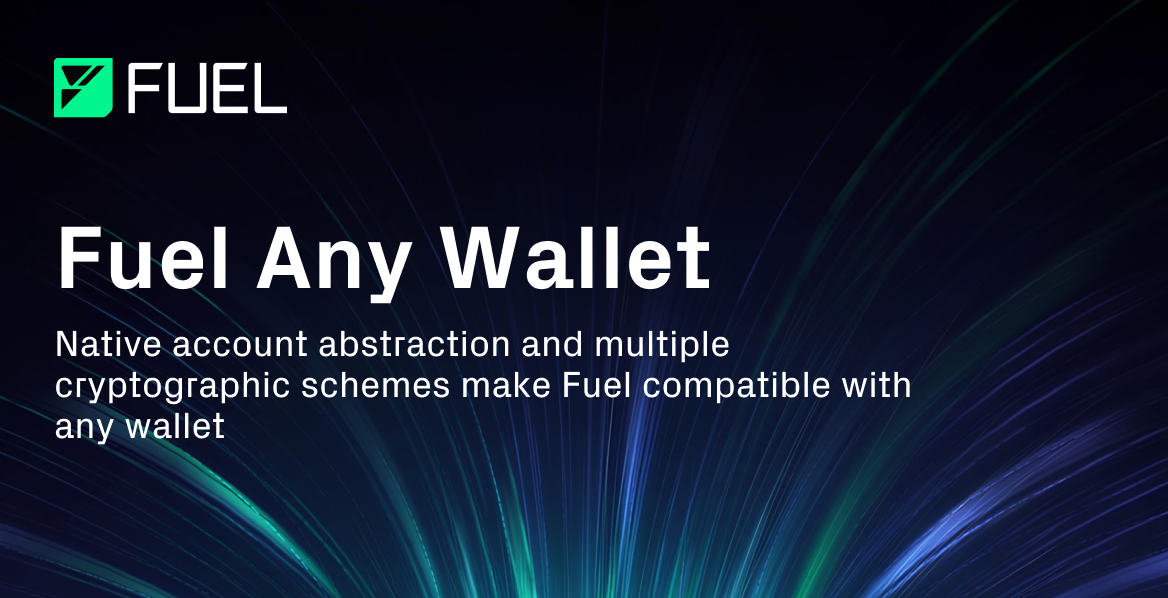 FUEL
Fuel Any Wallet
Native account abstraction and multiple
cryptographic schemes make Fuel compatible with
any wallet